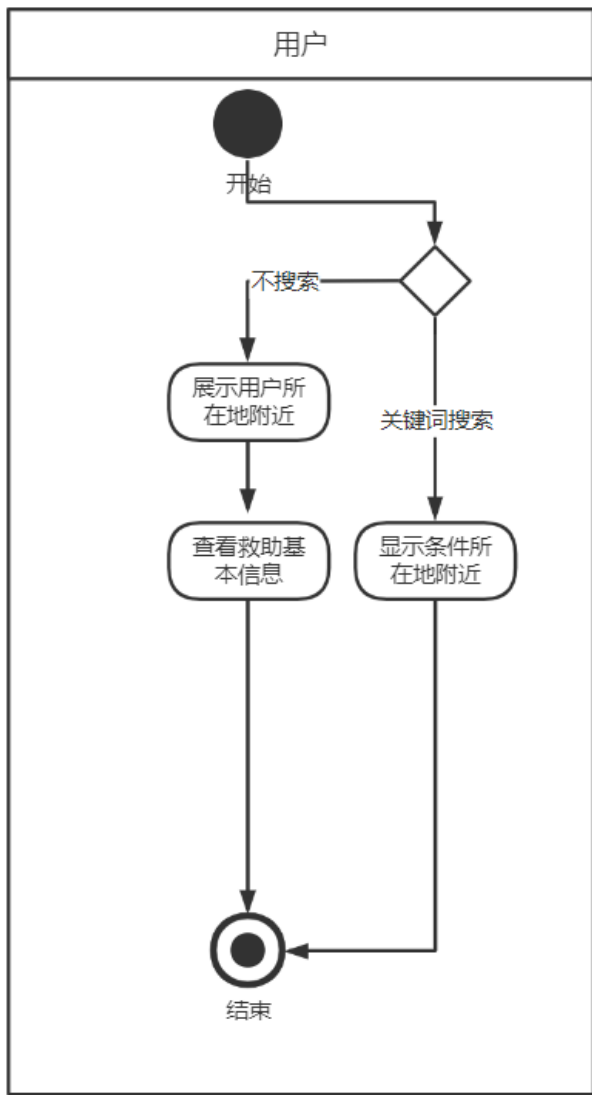 用户
开始
不搜索
展示用户所
在地附近
关键词搜索
查看救助基
本信息
显示条件所
在地附近
结束